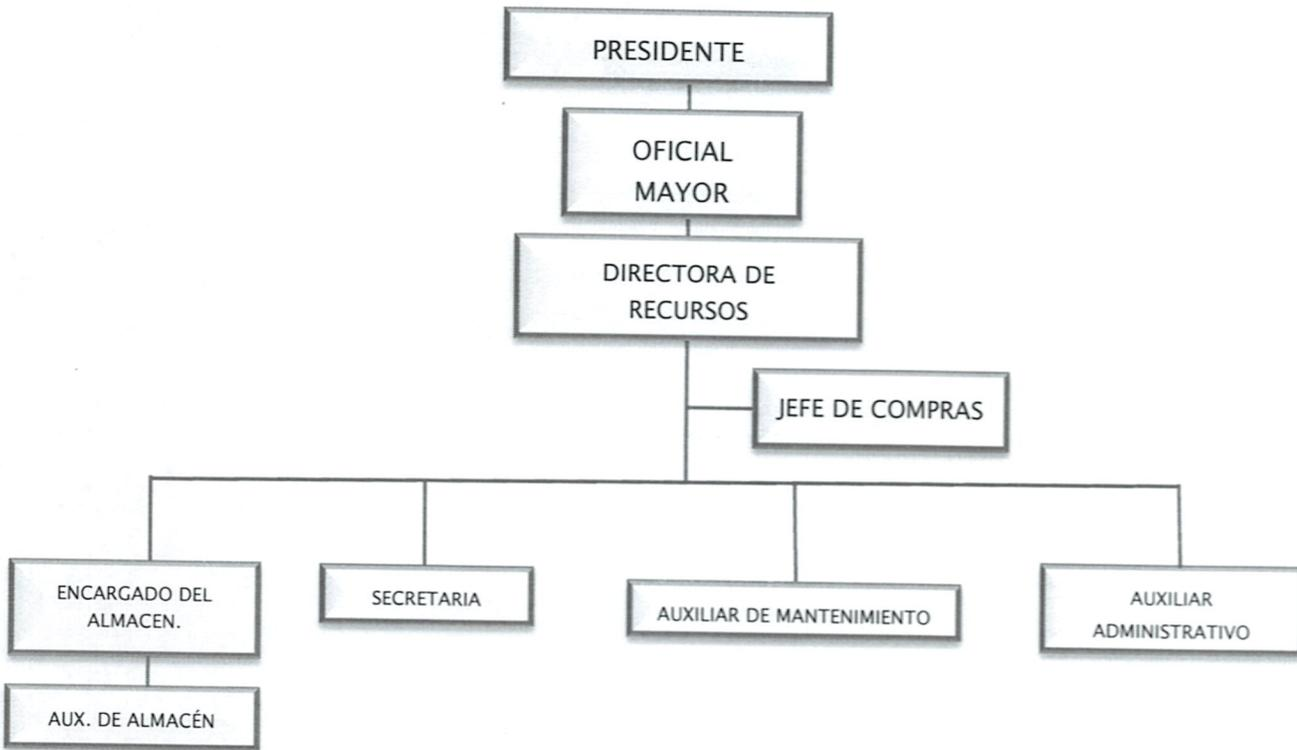 PRESIDENTE
OFICIAL
MAYOR
DIRECTORA DE
RECURSOS
JEFE DE COMPRAS
ENCARGADO DEL
ALMACEN.
SECRETARIA
AUXILIAR DE MANTENIMIENTO
AUXILIAR
ADMINISTRATIVO
AUX. DE ALMACÉN